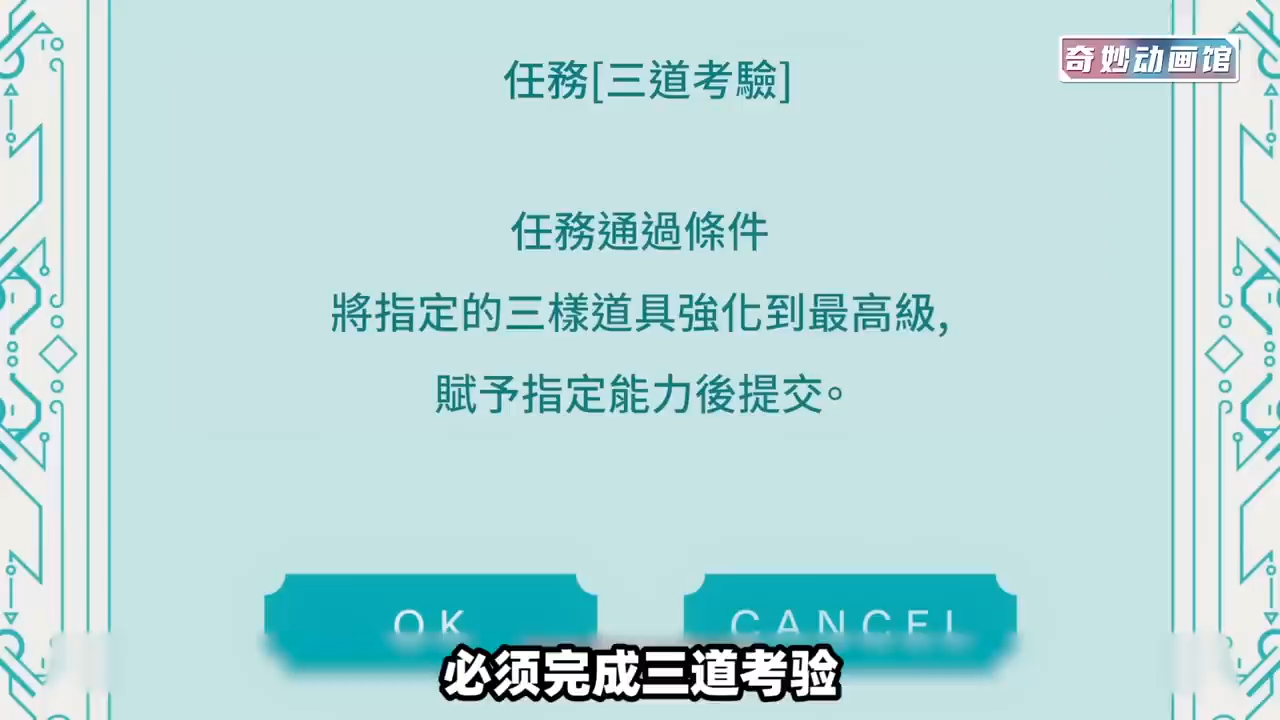 奇妙动画馆
任務[三道考驗]
任務通過條件
將指定的三樣道具強化到最高級,
賦予指定能力後提交。
OK
CANCEL
必须完成三道考验